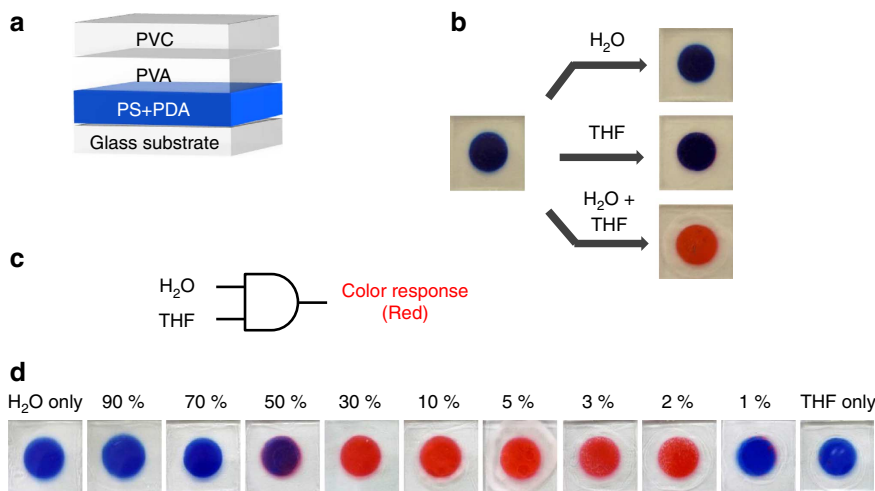 a
PVC
PVA
PS+PDA
Glass substrate
b
H₂O
THF
H₂O +
THF
c
H₂O
THF
Color response
(Red)
d
H₂O only 90 % 70 % 50 % 30 % 10 % 5 % 3 % 2 % 1 % THF only